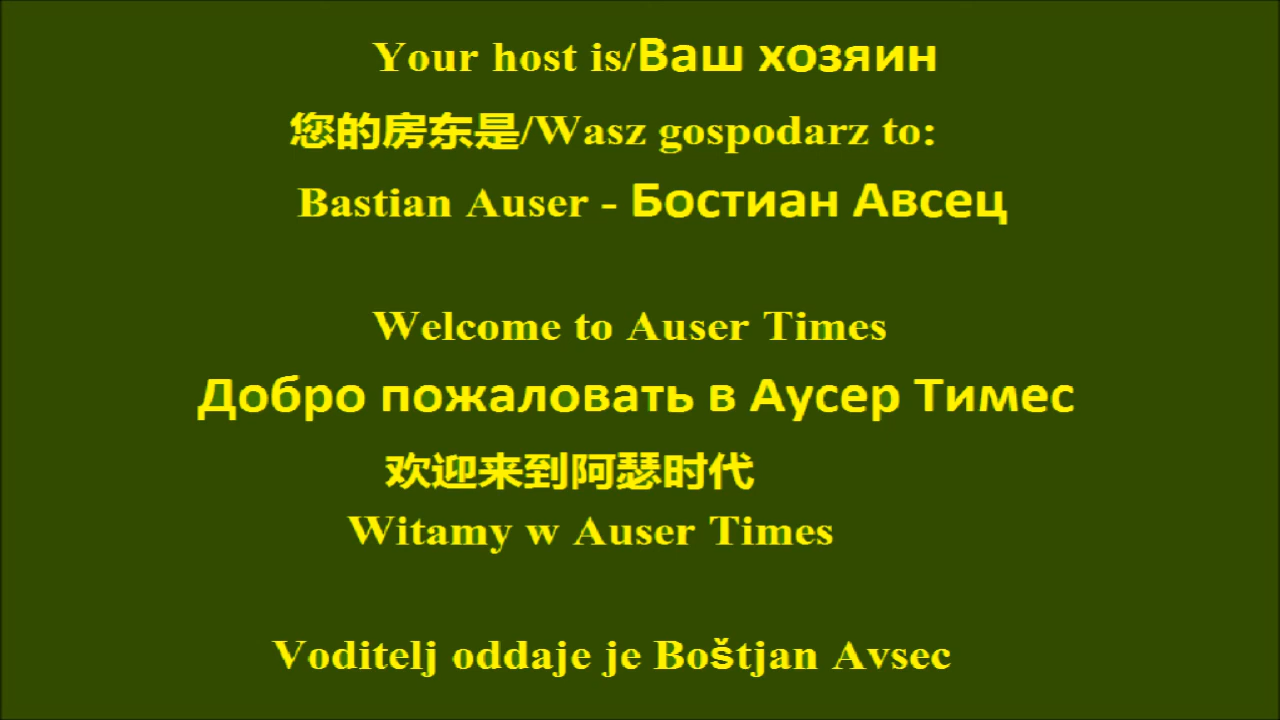 Your host is/Ваш хозяин
您的房东是/Wasz gospodarz to:
Bastian Auser - Бостиан Авсец
Welcome to Auser Times
Добро пожаловать в Аусер Тимес
欢迎来到阿瑟时代
Witamy w Auser Times
Voditelj oddaje je Boštjan Avsec